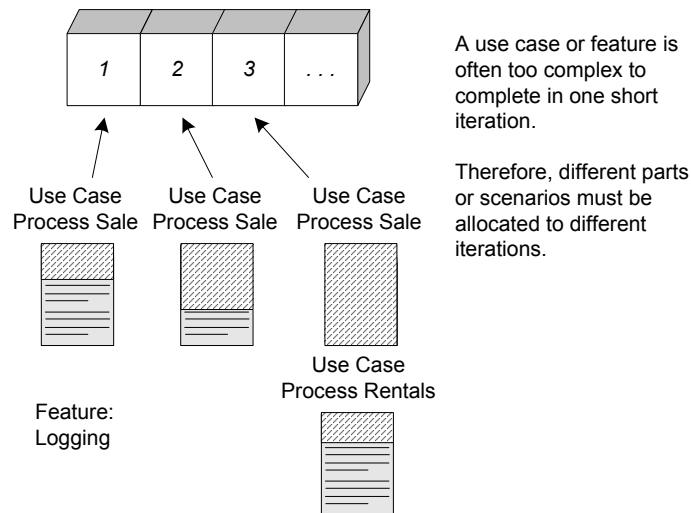 1
2
3
. . .
A use case or feature is
often too complex to
complete in one short
iteration.
Therefore, different parts
or scenarios must be
allocated to different
iterations.
Use Case
Process Sale
Use Case
Process Sale
Use Case
Process Sale
Use Case
Process Rentals
Feature:
Logging